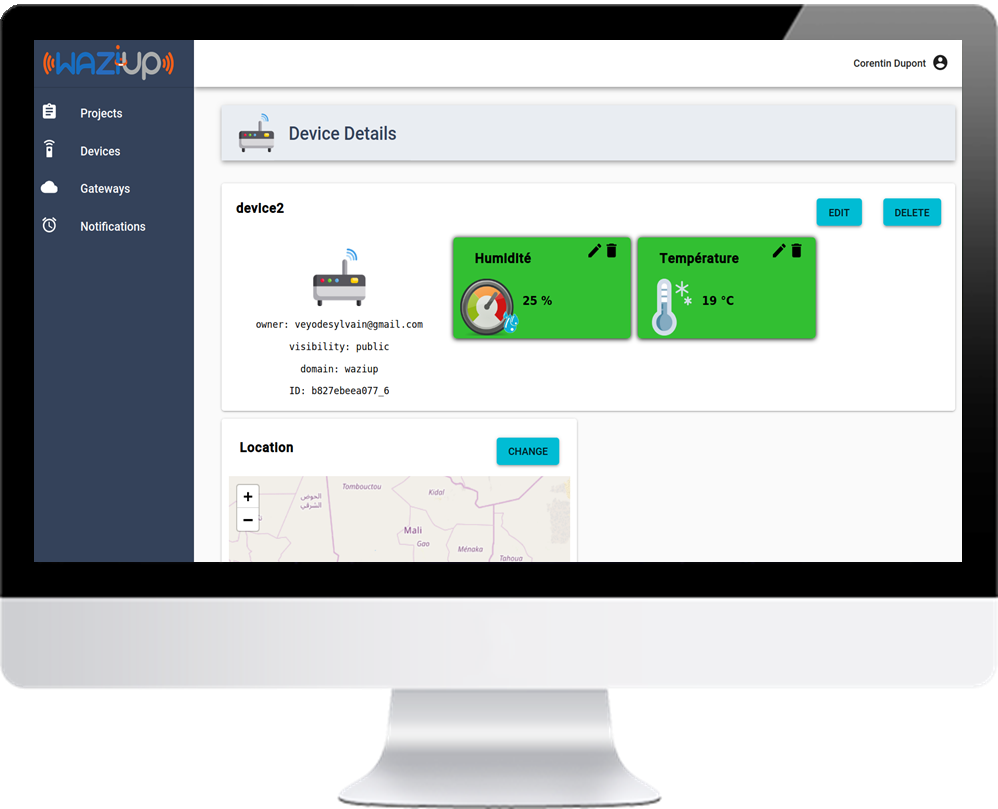 WAZIUP
Corentin Dupont
Projects
Devices
Gateways
Notifications
Device Details
device2
EDIT
DELETE
Humidité
25 %
%
Température
19 °C
owner: veyodesylvain@gmail.com
visibility: public
domain: waziup
ID: b827ebeea077_6
Location
CHANGE
+
−
الحوض
الشرقي
Tombouctou
Kidal
Mali
Gao
Ménaka
Tahoua